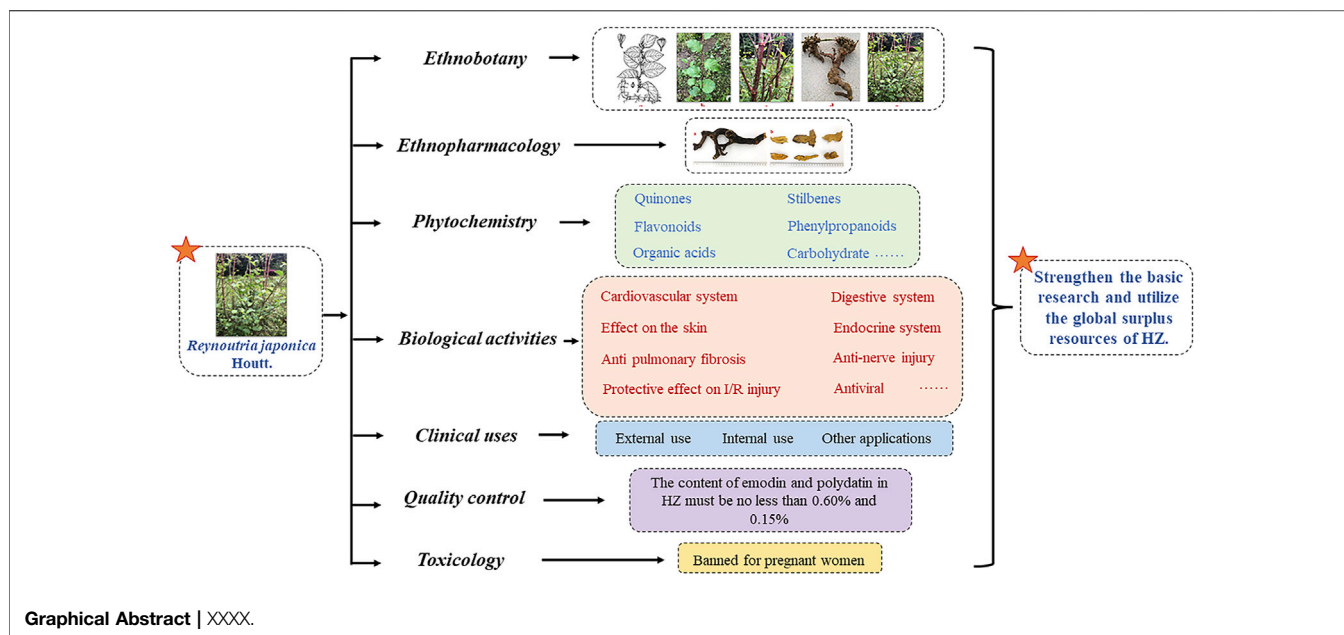 Reynoutria japonica
Houtt.
Ethnobotany
Ethnopharmacology
Phytochemistry
Quinones
Stilbenes
Flavonoids
Phenylpropanoids
Organic acids
Carbohydrate ······
Biological activities
Cardiovascular system
Digestive system
Effect on the skin
Endocrine system
Anti pulmonary fibrosis
Anti-nerve injury
Protective effect on I/R injury
Antiviral ······
Clinical uses
External use
Internal use
Other applications
Quality control
The content of emodin and polydatin in
HZ must be no less than 0.60% and
0.15%
Toxicology
Banned for pregnant women
Strengthen the basic
research and utilize
the global surplus
resources of HZ.
Graphical Abstract | XXXX.